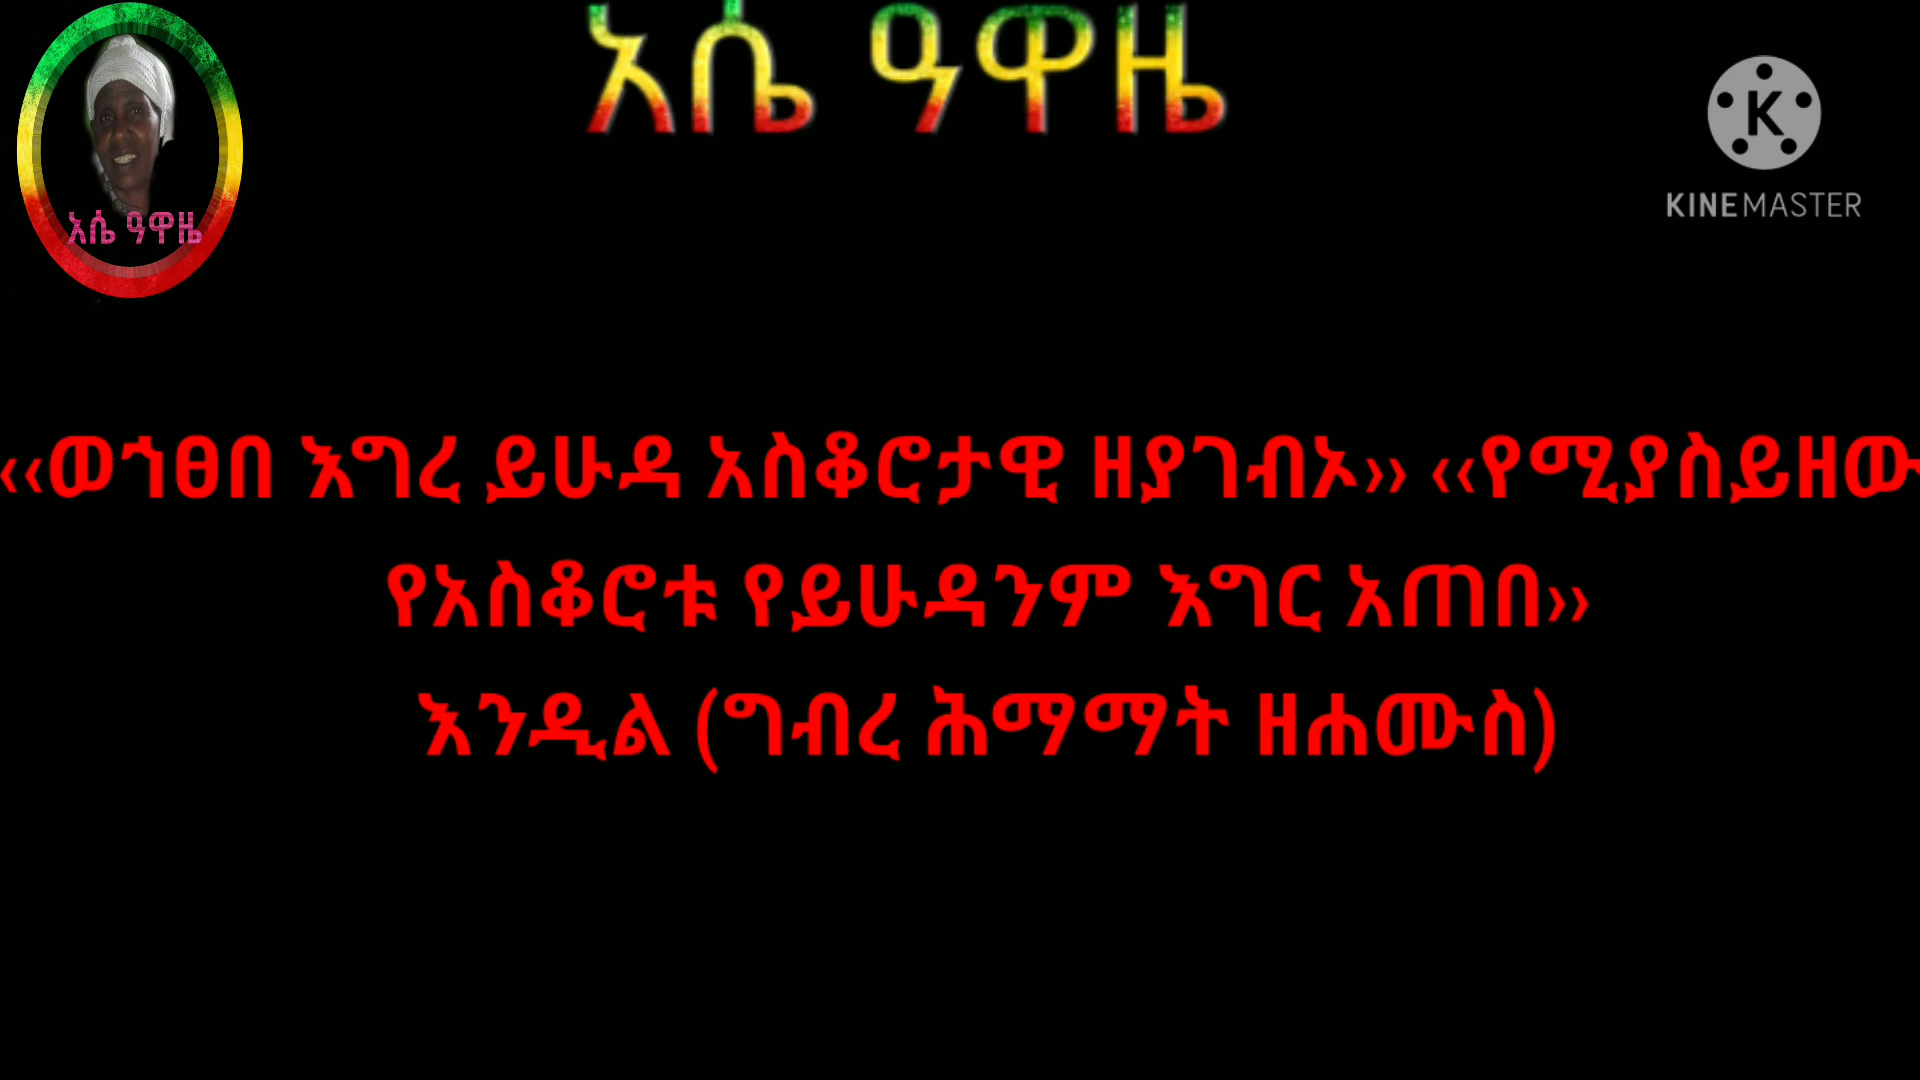 አሴ ዓዋዜ
አሴ ዓዋዜ
K
KINEMASTER
‹‹ወኀፀበ እግረ ይሁዳ አስቆሮታዊ ዘያገብኦ›› ‹‹የሚያስይዘው
የአስቆሮቱ የይሁዳንም እግር አጠበ››
እንዲል (ግብረ ሕማማት ዘሐሙስ)